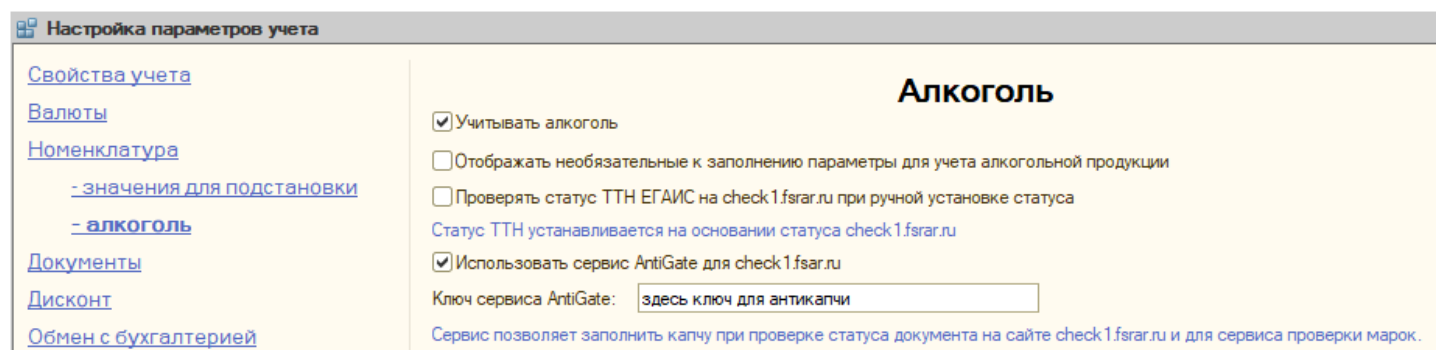 Настройка параметров учета
Свойства учета
Валюты
Номенклатура
- значения для подстановки
- алкоголь
Документы
Дисконт
Обмен с бухгалтерией
Алкоголь
Учитывать алкоголь
Отображать необязательные к заполнению параметры для учета алкогольной продукции
Проверять статус ТТН ЕГАИС на check1.fsrar.ru при ручной установке статуса
Статус ТТН устанавливается на основании статуса check1.fsrar.ru
Использовать сервис AntiGate для check1.fsar.ru
Ключ сервиса AntiGate: здесь ключ для антикапчи
Сервис позволяет заполнить капчу при проверке статуса документа на сайте check1.fsrar.ru и для сервиса проверки марок.